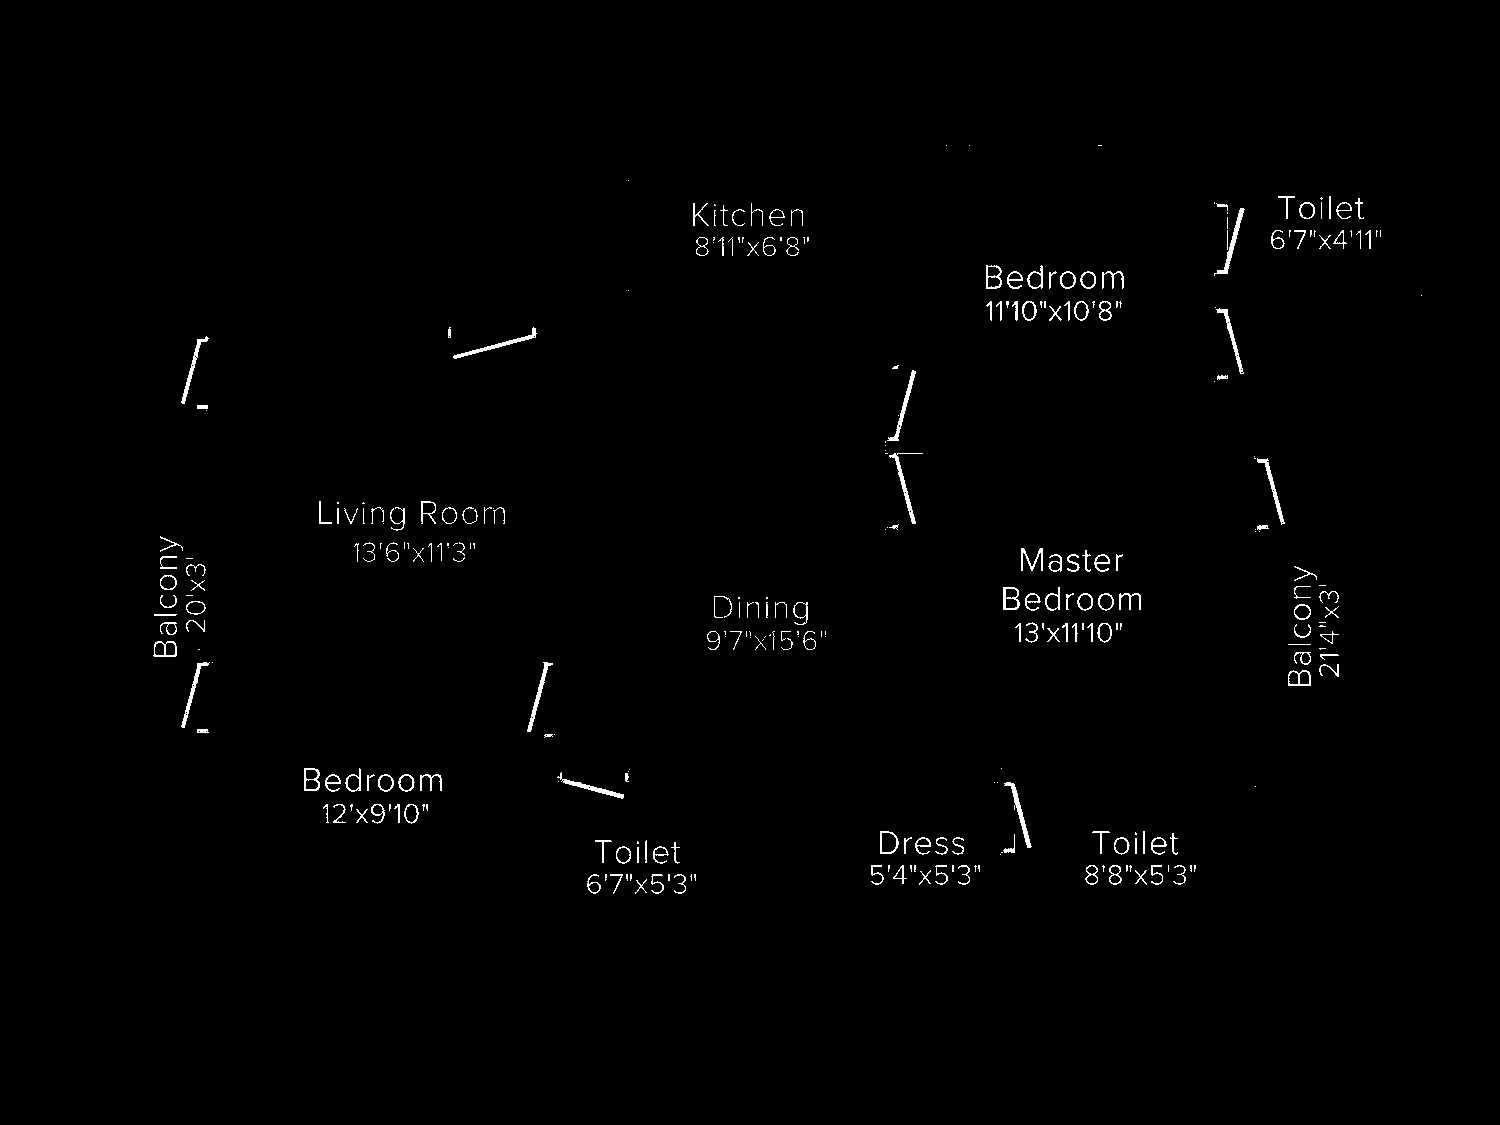 Kitchen
8'11"x6'8"
Toilet
6'7"x4'11"
Bedroom
11'10"x10'8"
Living Room
13'6"x11'3"
Balcony
20'x3'
Dining
9'7"x15'6"
Master
Bedroom
13'x11'10"
Balcony
21'4"x3'
Bedroom
12'x9'10"
Toilet
6'7"x5'3"
Dress
5'4"x5'3"
Toilet
8'8"x5'3"